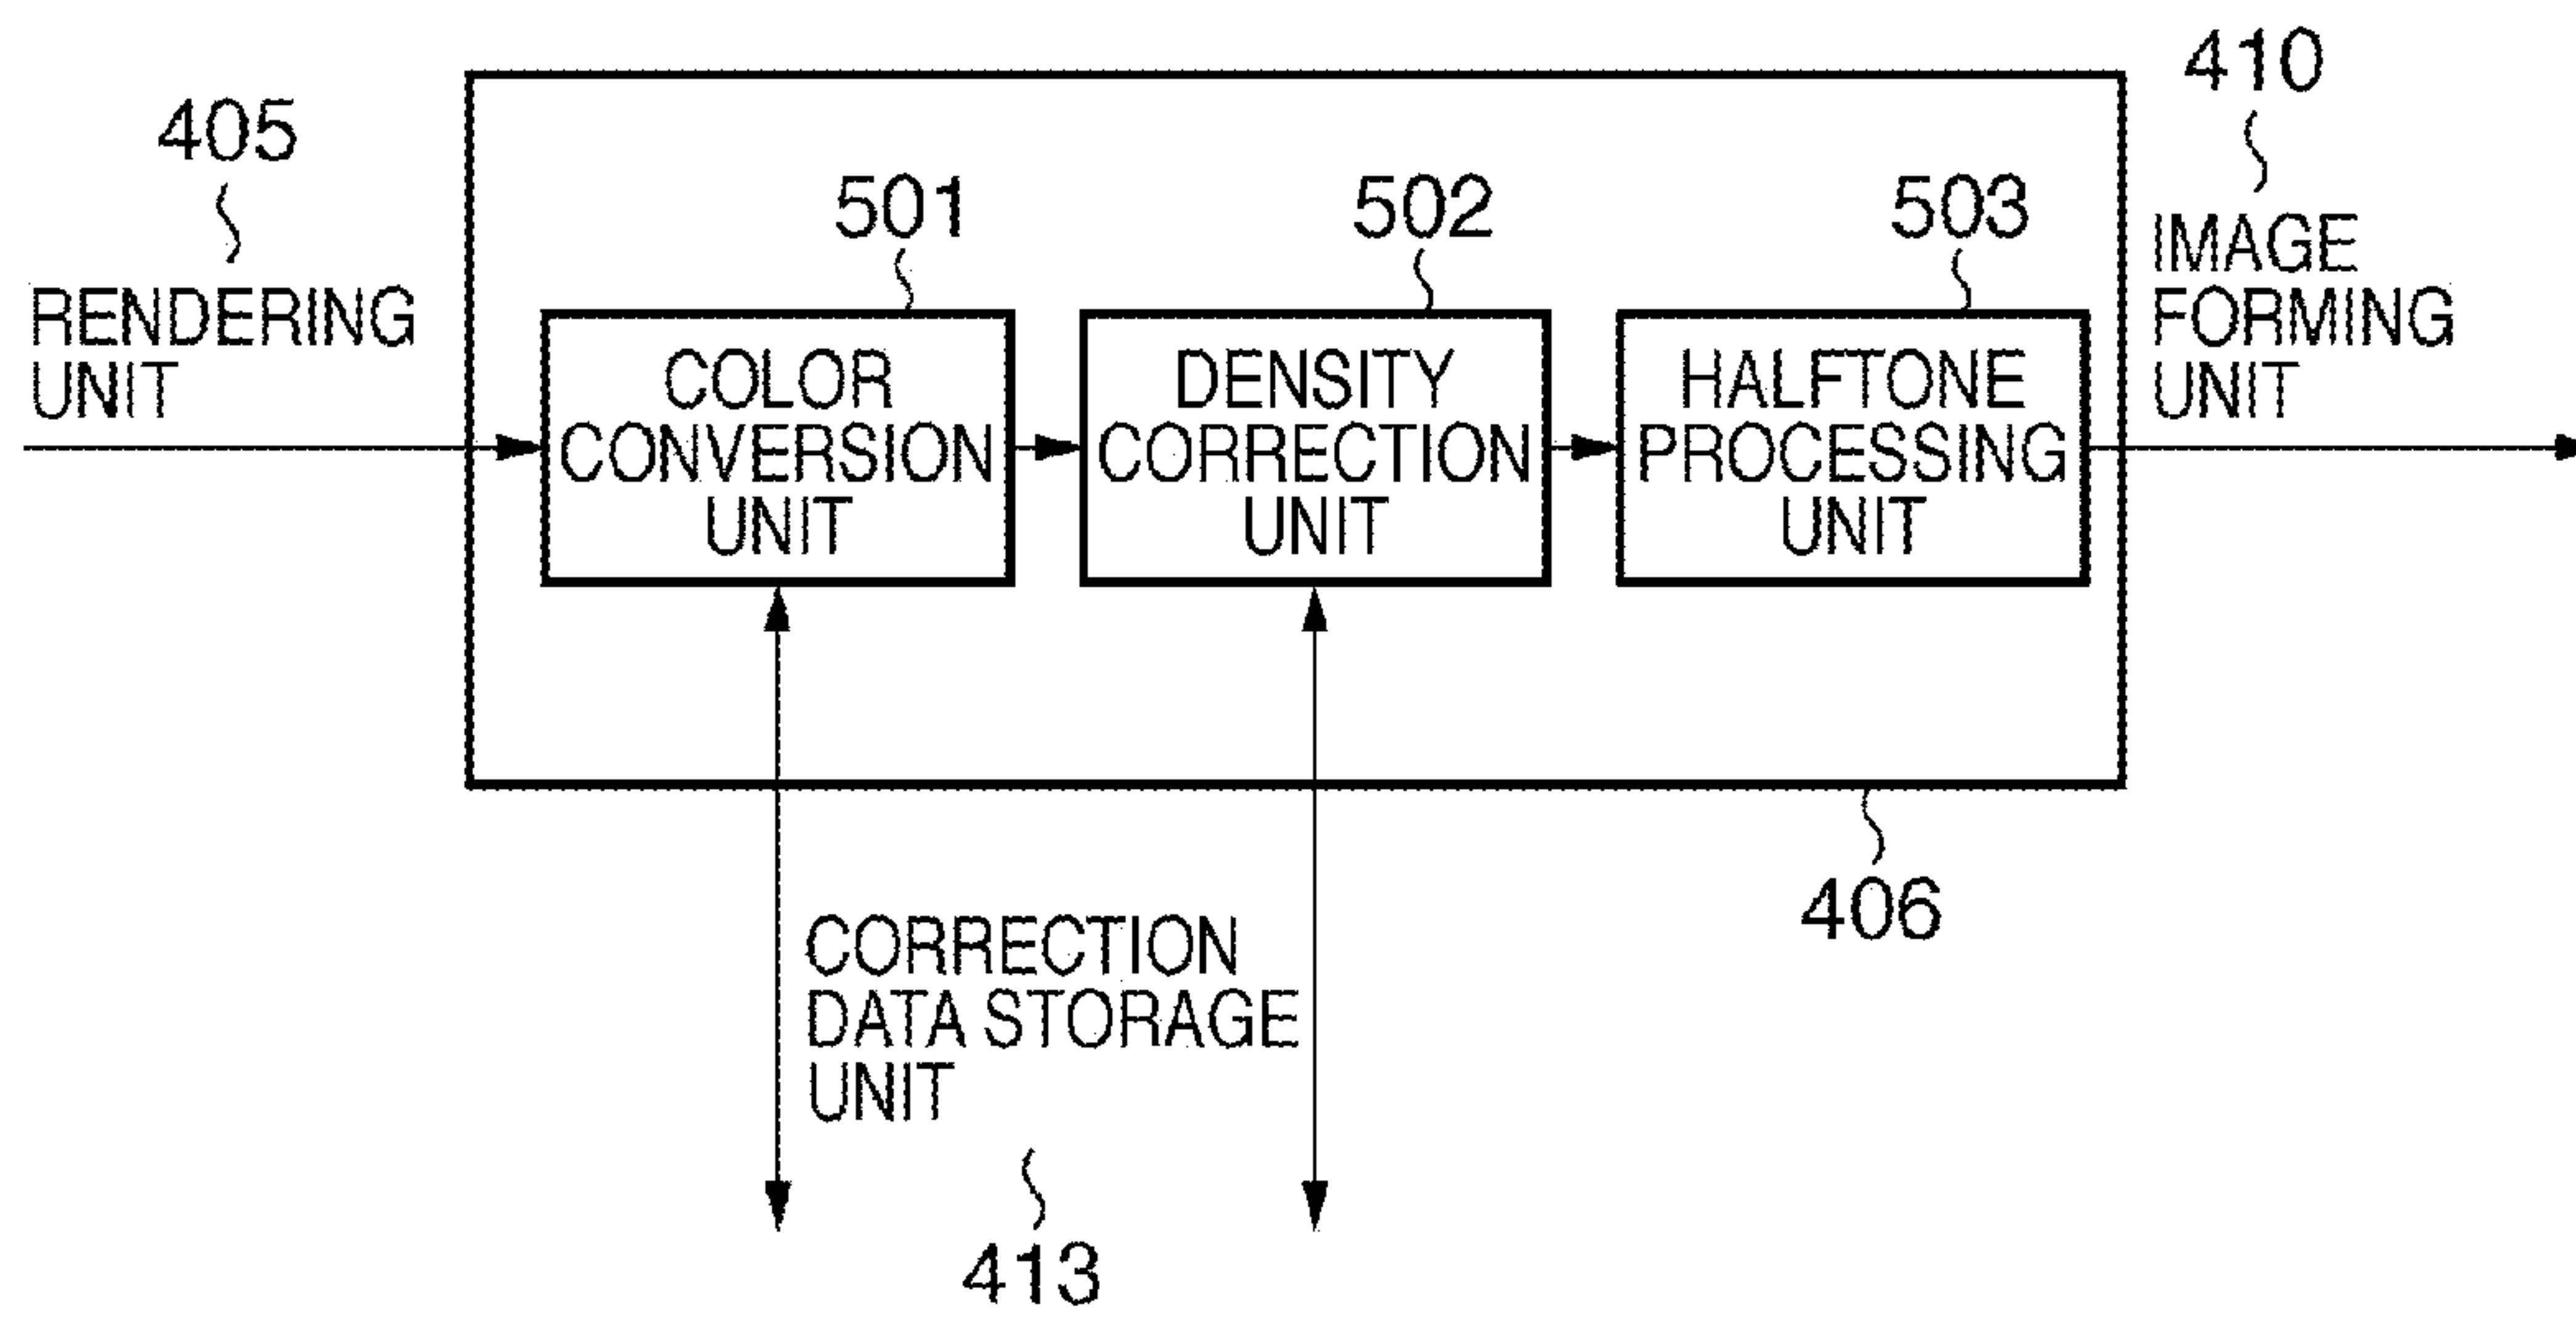 405
RENDERING
UNIT
501
COLOR
CONVERSION
UNIT
502
DENSITY
CORRECTION
UNIT
503
HALFTONE
PROCESSING
UNIT
410
IMAGE
FORMING
UNIT
406
CORRECTION
DATA STORAGE
UNIT
413